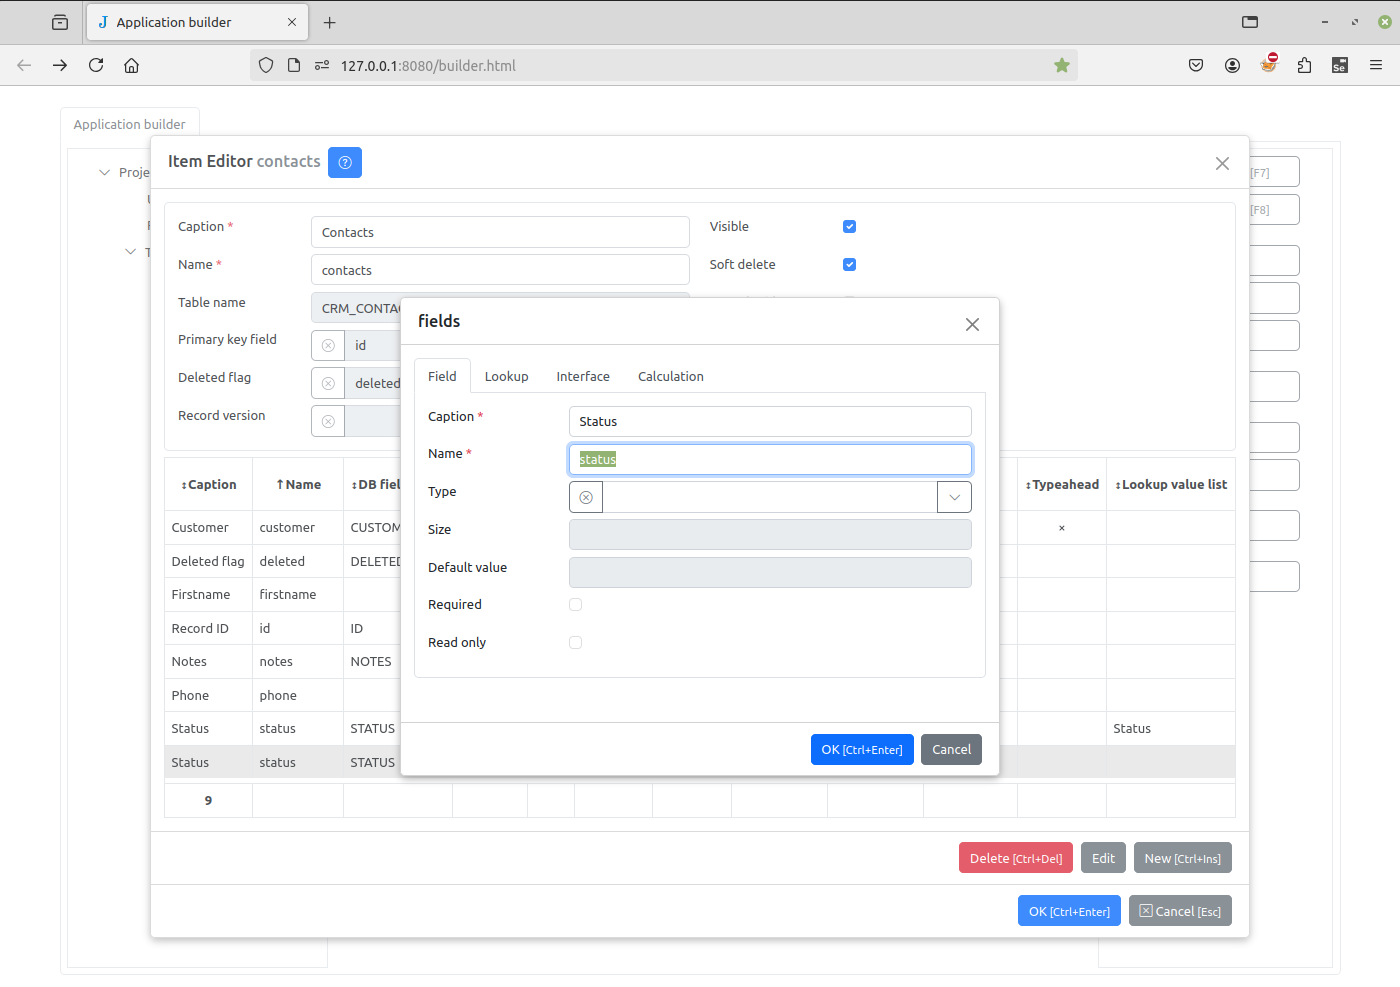 Application builder
127.0.0.1:8080/builder.html
Se
Application builder
Item Editor contacts
Proje
[F7]
[F8]
Caption *
Contacts
Visible
Name *
contacts
Soft delete
Table name
CRM_CONTAC
Primary key field
id
Deleted flag
deleted
Record version
fields
Field
Lookup
Interface
Calculation
Caption *
Status
Name *
status
Type
Size
Default value
Required
Read only
OK [Ctrl+Enter]
Cancel
↕Caption
↑Name
↕DB fiel
↕Typeahead
↕Lookup value list
Customer
customer
CUSTOM
×
Deleted flag
deleted
DELETED
Firstname
firstname
Record ID
id
ID
Notes
notes
NOTES
Phone
phone
Status
status
STATUS
Status
Status
status
STATUS
9
Delete [Ctrl+Del]
Edit
New [Ctrl+Ins]
OK [Ctrl+Enter]
Cancel [Esc]